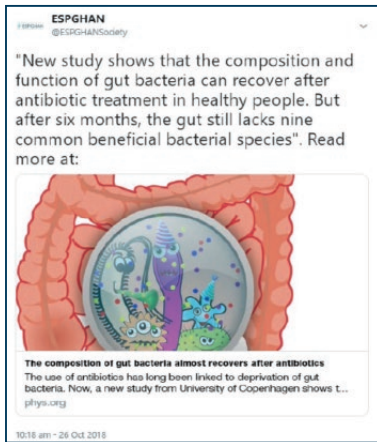 ESPGHAN
@ESPGHANSociety
"New study shows that the composition and
function of gut bacteria can recover after
antibiotic treatment in healthy people. But
after six months, the gut still lacks nine
common beneficial bacterial species". Read
more at:
The composition of gut bacteria almost recovers after antibiotics
The use of antibiotics has long been linked to deprivation of gut
bacteria. Now, a new study from University of Copenhagen shows t...
phys.org
10:18 am - 26 Oct 2018